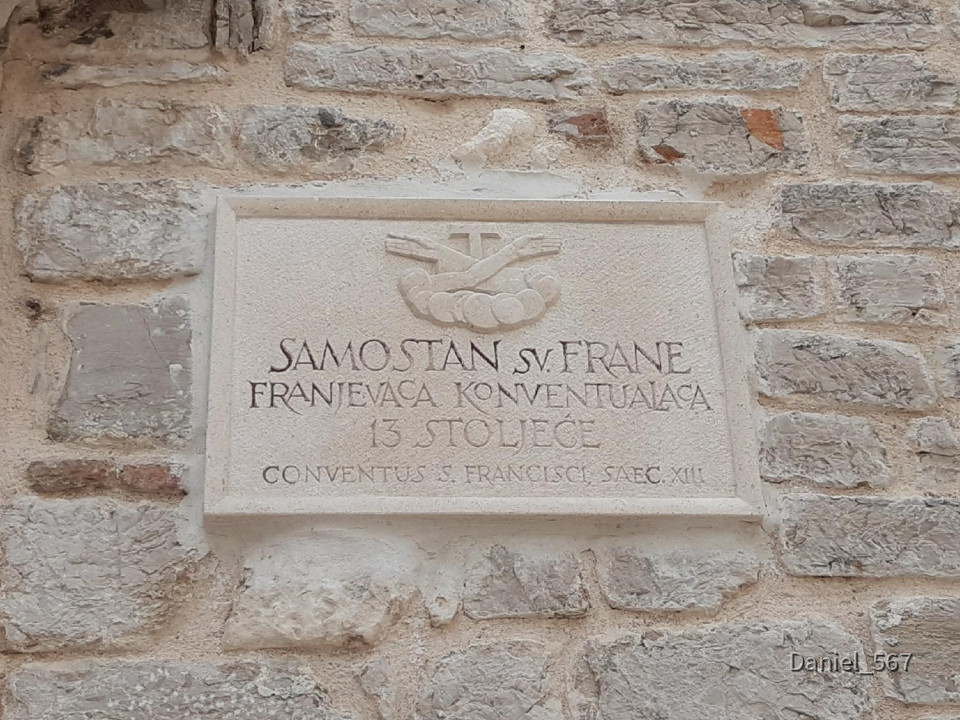 SAMOSTAN SV. FRANE
FRANJEVACA KONVENTUALACA
13 STOLJEĆE
CONVENTUS S. FRANCISCI, SAEC. XIII
Daniel_567